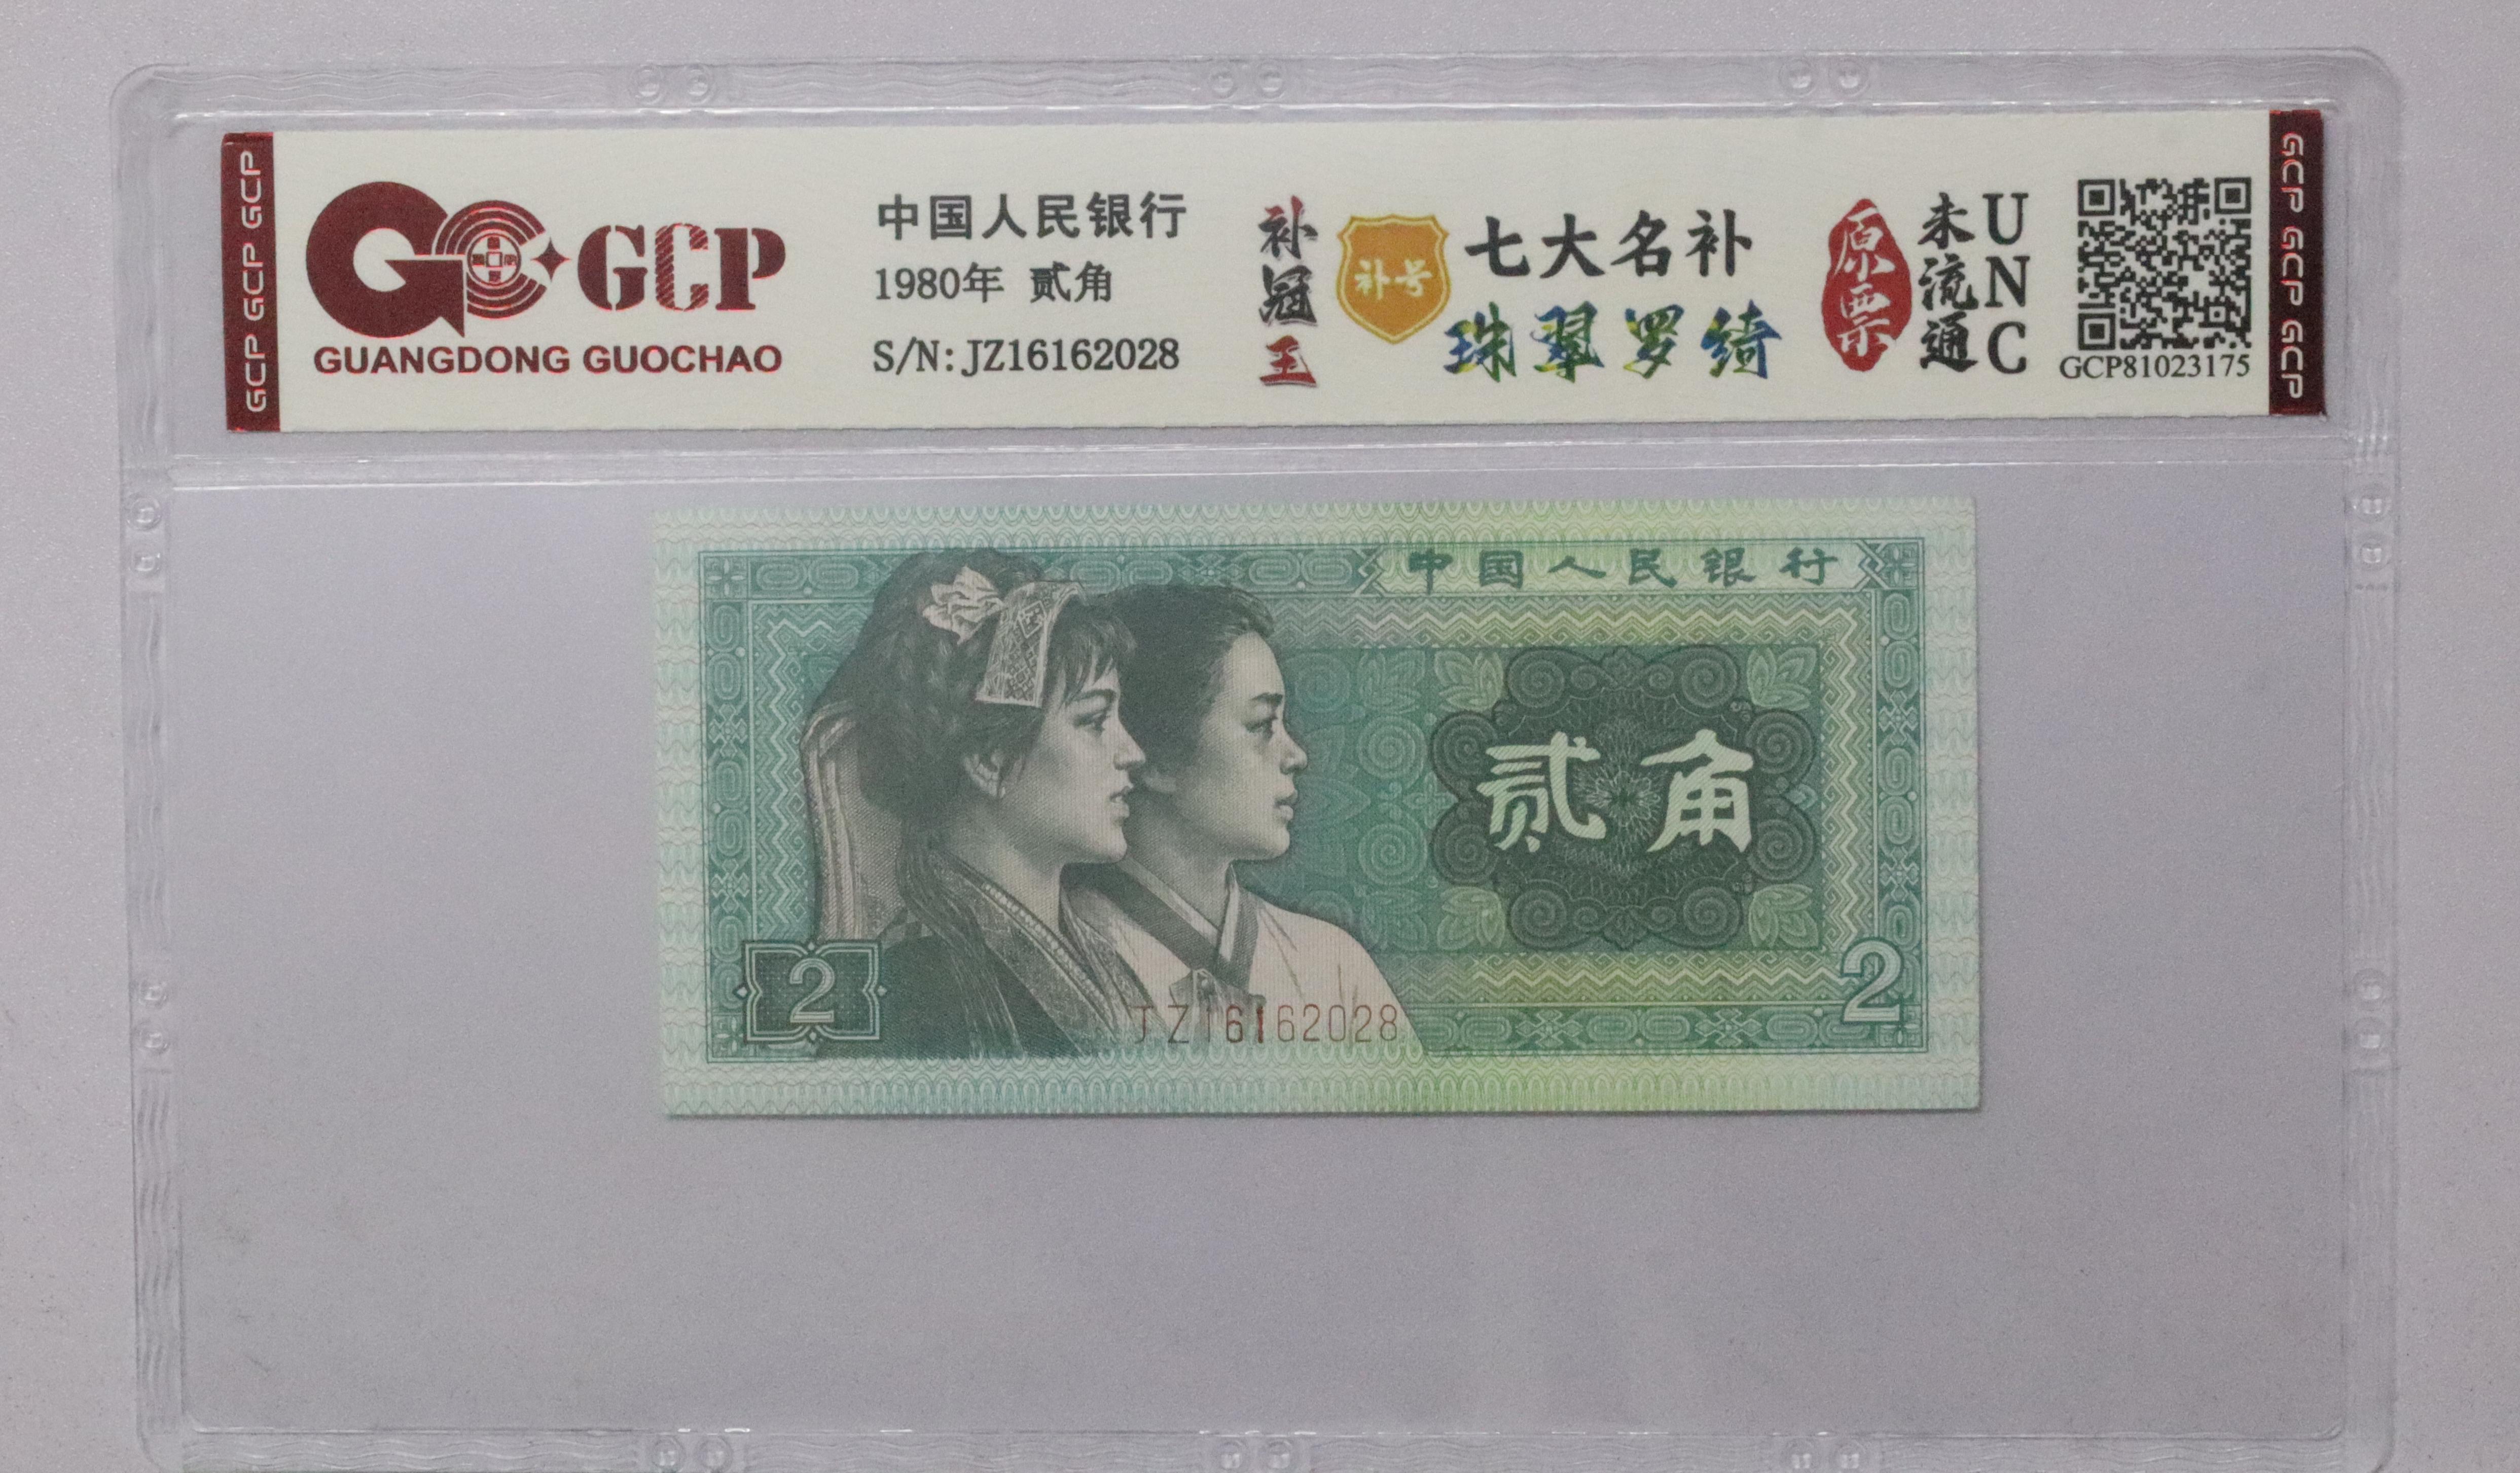 GCP GCP GCP
GCP
GUANGDONG GUOCHAO
中国人民银行
1980年 贰角
S/N: JZ16162028
补冠王
补号
七大名补
珠翠罗绮
原票
未流通
UNC
GCP81023175
GCP GCP GCP
中国人民银行
贰角
2
2
JZ16162028